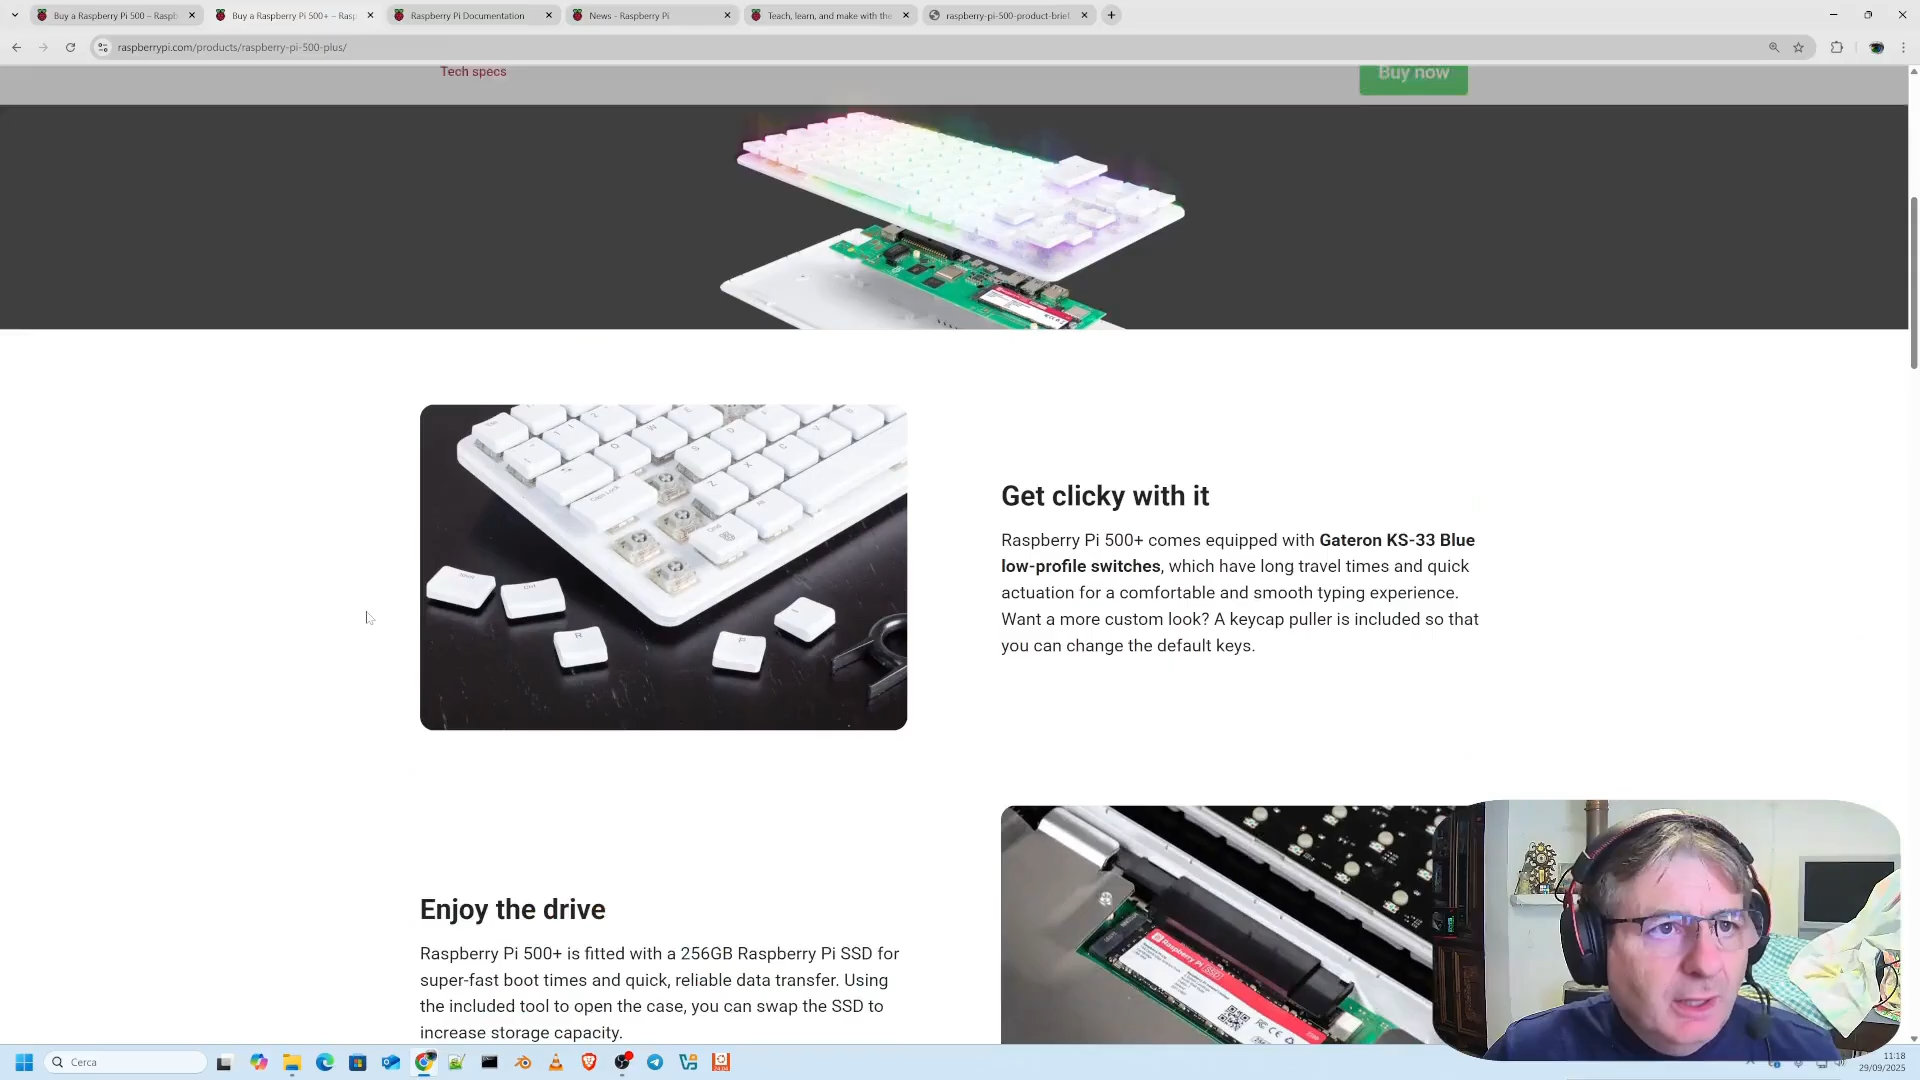 Buy a Raspberry Pi 500 – Raspb
Buy a Raspberry Pi 500+ – Rasp
Raspberry Pi Documentation
News - Raspberry Pi
Teach, learn, and make with the
raspberry-pi-500-product-brief
raspberrypi.com/products/raspberry-pi-500-plus/
Tech specs
Buy now
Get clicky with it
Raspberry Pi 500+ comes equipped with Gateron KS-33 Blue
low-profile switches, which have long travel times and quick
actuation for a comfortable and smooth typing experience.
Want a more custom look? A keycap puller is included so that
you can change the default keys.
Enjoy the drive
Raspberry Pi 500+ is fitted with a 256GB Raspberry Pi SSD for
super-fast boot times and quick, reliable data transfer. Using
the included tool to open the case, you can swap the SSD to
increase storage capacity.
Raspberry Pi SSD
Cerca
11:18
29/09/2025